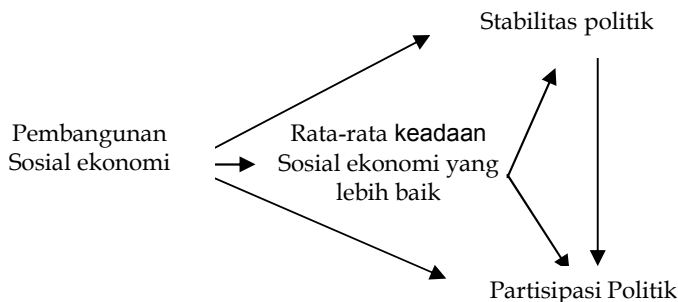 Stabilitas politik
Pembangunan
Sosial ekonomi
Rata-rata keadaan
Sosial ekonomi yang
lebih baik
Partisipasi Politik